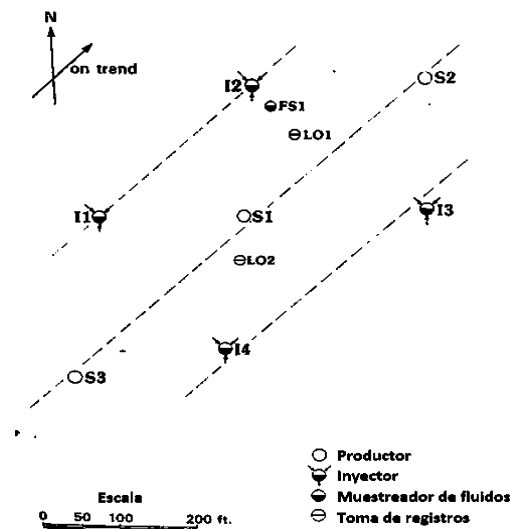 N
on trend
I2
S2
FS1
LO1
I1
S1
I3
LO2
I4
S3
Productor
Inyector
Muestreador de fluidos
Toma de registros
Escala
0 50 100 200 ft.